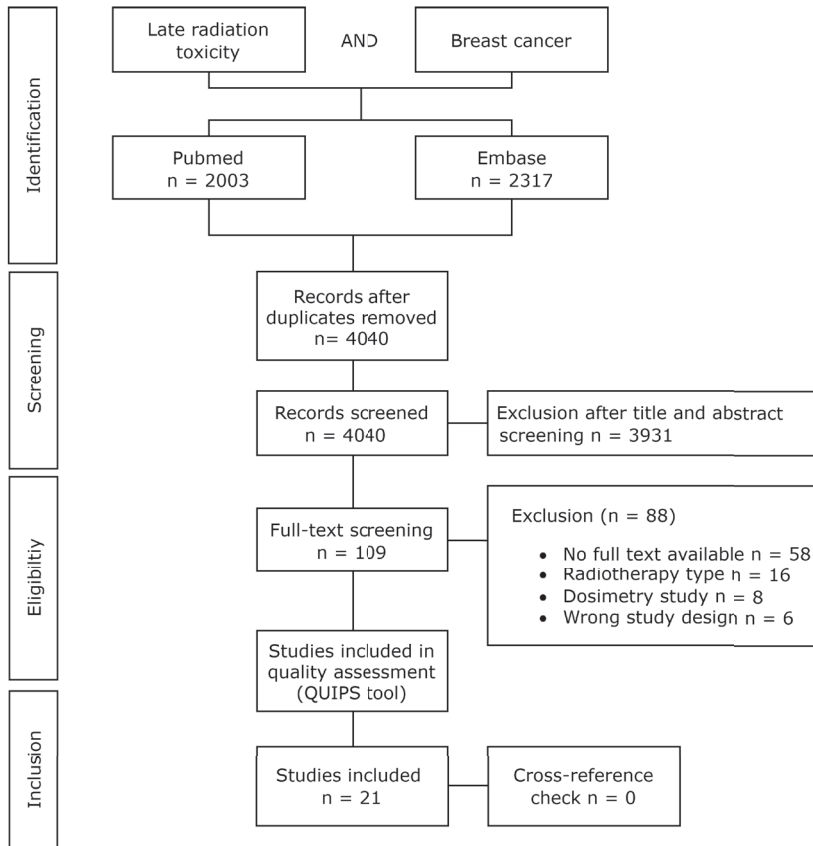 Identification
Late radiation
toxicity
AND
Breast cancer
Pubmed
n = 2003
Embase
n = 2317
Screening
Records after
duplicates removed
n= 4040
Records screened
n = 4040
Exclusion after title and abstract
screening n = 3931
Eligibiltiy
Full-text screening
n = 109
Exclusion (n = 88)
• No full text available n = 58
• Radiotherapy type n = 16
• Dosimetry study n = 8
• Wrong study design n = 6
Studies included in
quality assessment
(QUIPS tool)
Inclusion
Studies included
n = 21
Cross-reference
check n = 0